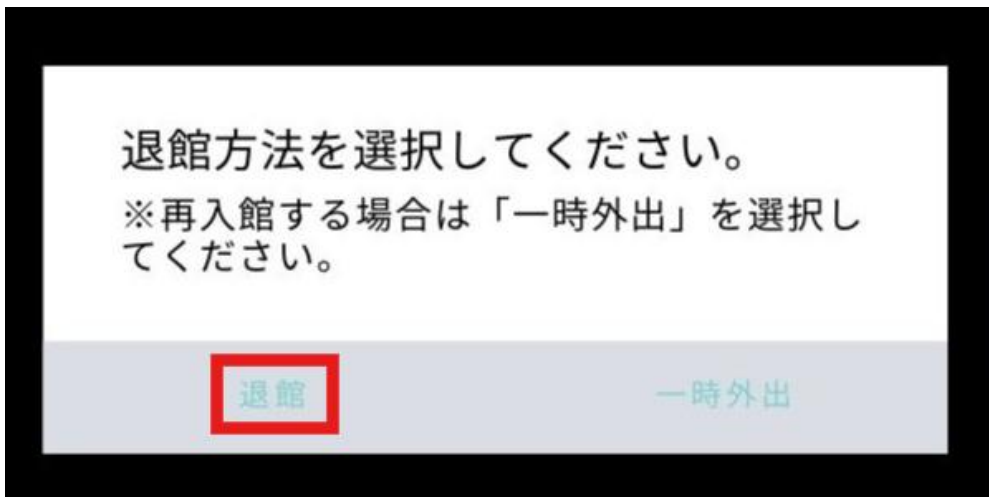 退館方法を選択してください。
※再入館する場合は「一時外出」を選択し
てください。
退館
一時外出